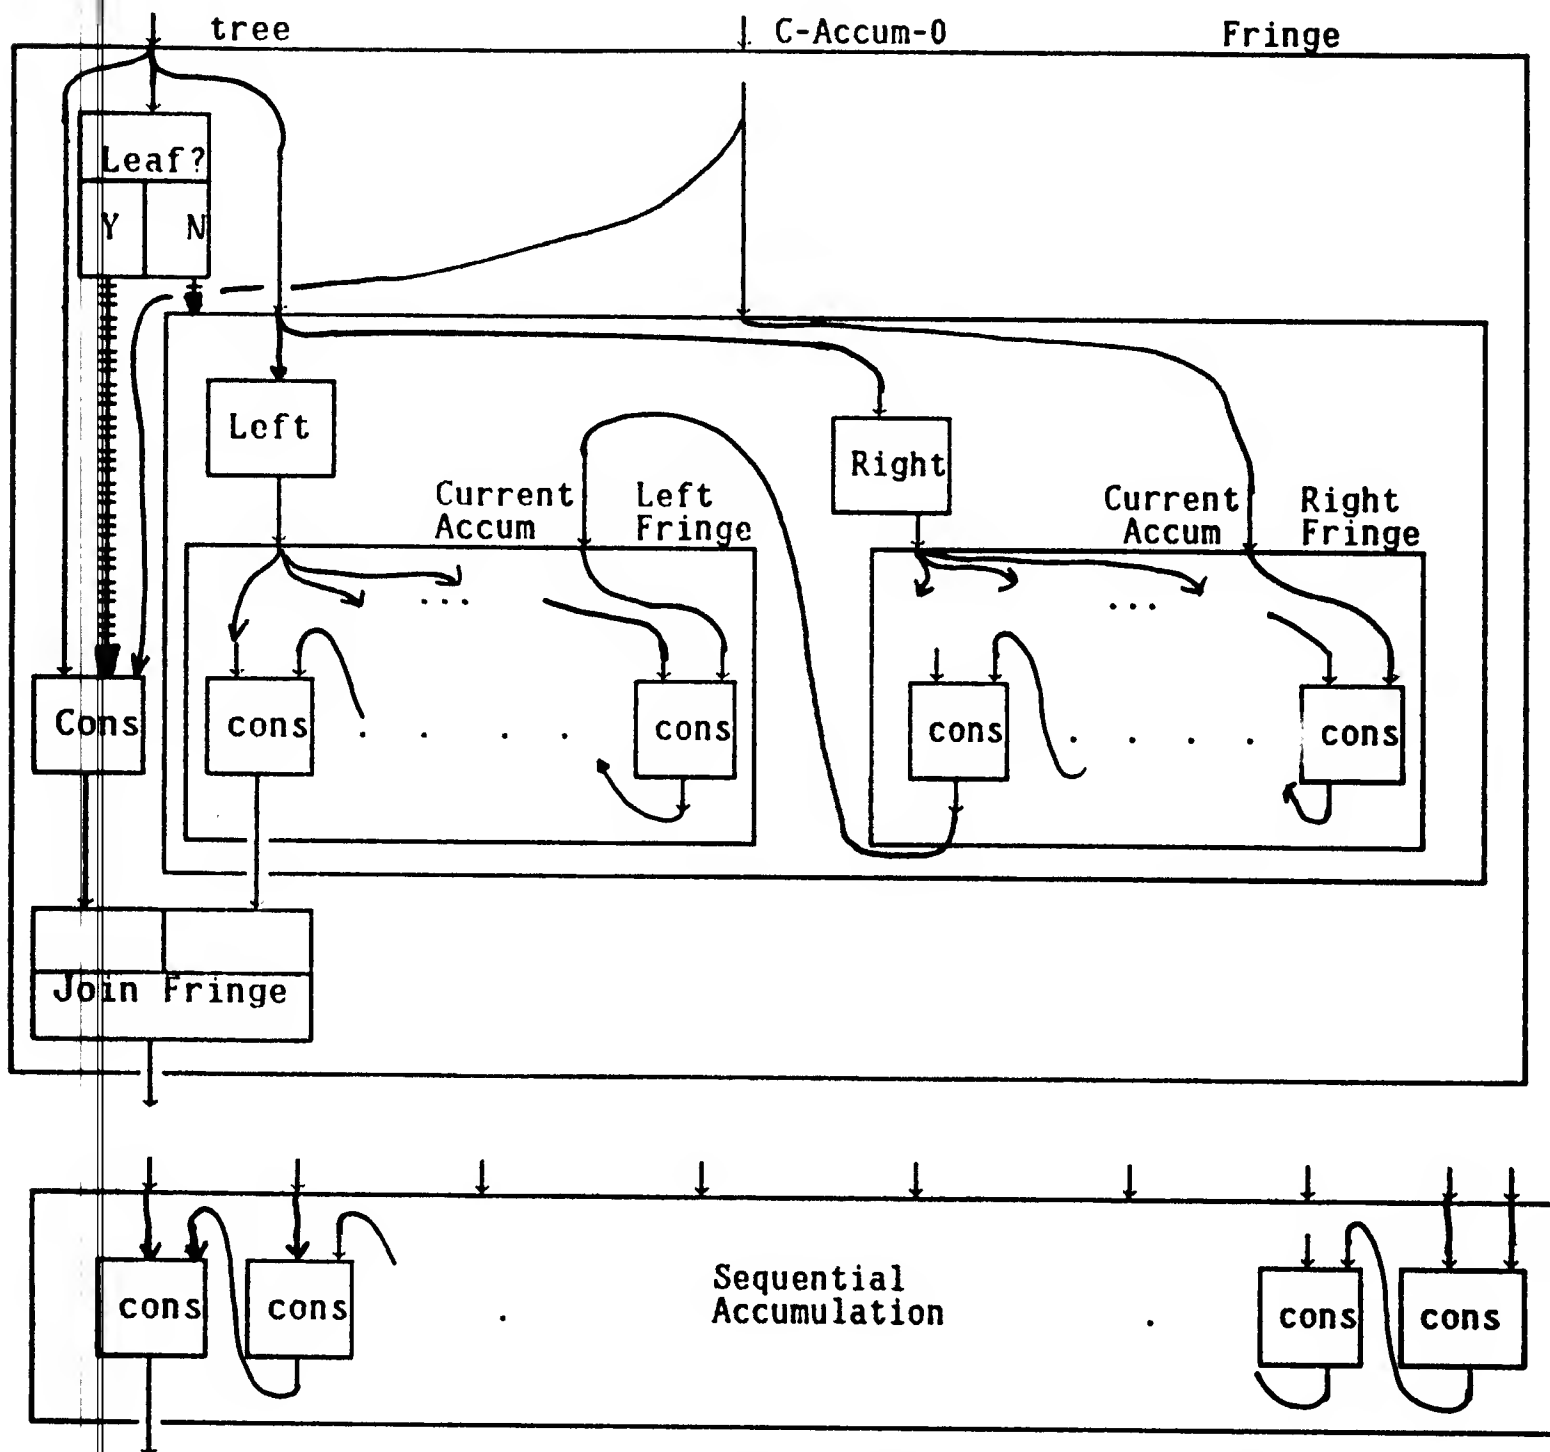 tree
C-Accum-0
Fringe
Leaf?
Y
N
Left
Right
Current
Accum
Left
Fringe
Current
Accum
Right
Fringe
...
...
Cons
cons
cons
cons
cons
Join Fringe
Sequential
Accumulation
cons
cons
cons
cons